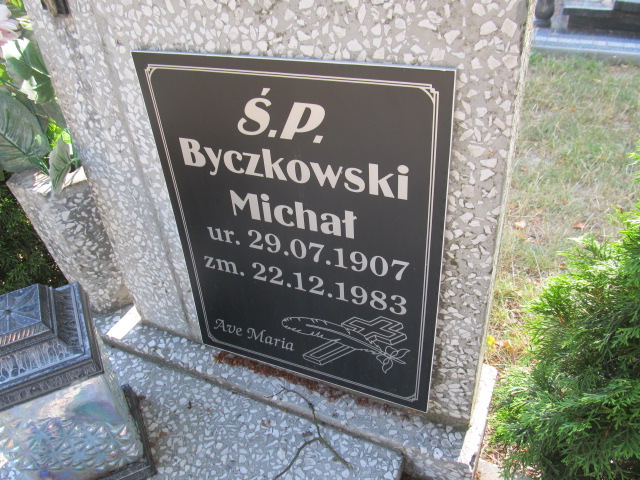 Ś.P.
Byczkowski
Michał
ur. 29.07.1907
zm. 22.12.1983
Ave Maria